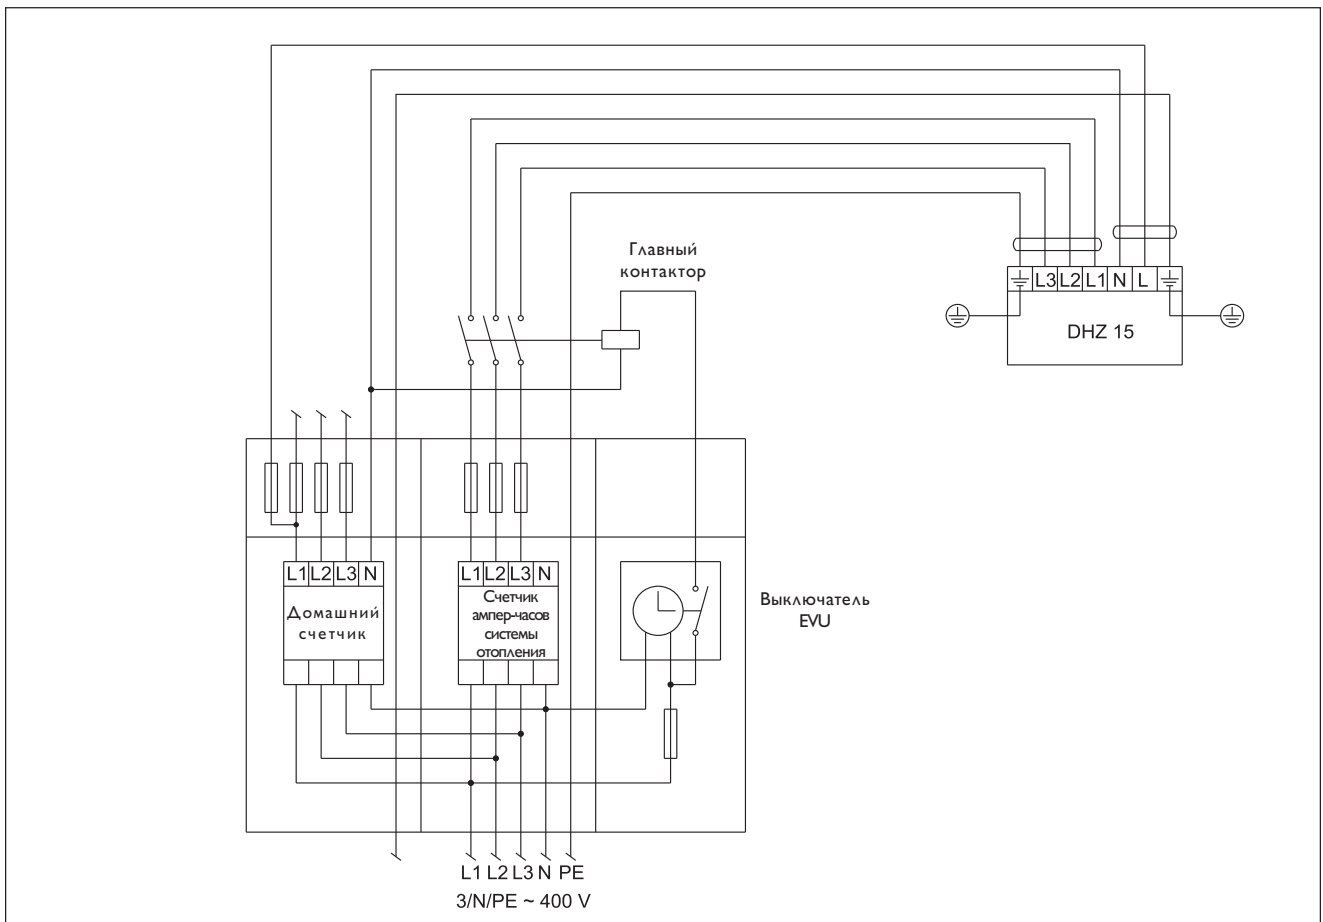 Главный
контактор
L3 L2 L1 N L
DHZ 15
L1 L2 L3 N
L1 L2 L3 N
Домашний
счетчик
Счетчик
ампер-часов
системы
отопления
Выключатель
EVU
L1 L2 L3 N PE
3/N/PE ~ 400 V